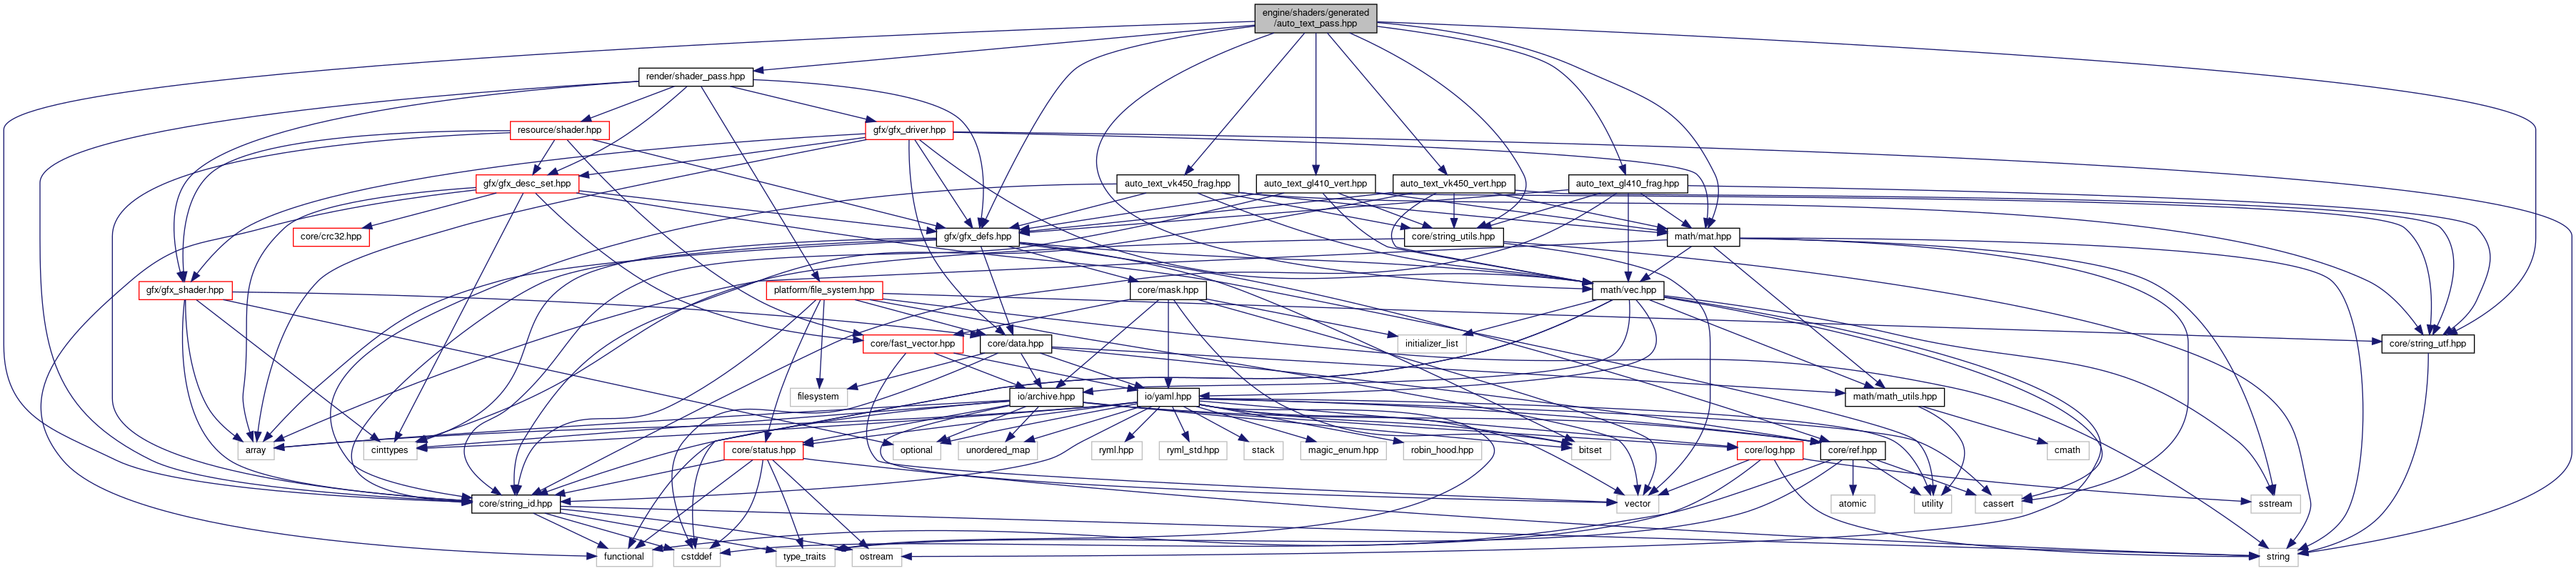 engine/shaders/generated
/auto_text_pass.hpp
render/shader_pass.hpp
resource/shader.hpp
gfx/gfx_driver.hpp
gfx/gfx_desc_set.hpp
auto_text_vk450_frag.hpp
auto_text_gl410_vert.hpp
auto_text_vk450_vert.hpp
auto_text_gl410_frag.hpp
core/crc32.hpp
gfx/gfx_defs.hpp
core/string_utils.hpp
math/mat.hpp
gfx/gfx_shader.hpp
platform/file_system.hpp
core/mask.hpp
math/vec.hpp
core/fast_vector.hpp
core/data.hpp
initializer_list
core/string_utf.hpp
filesystem
io/archive.hpp
io/yaml.hpp
math/math_utils.hpp
array
cinttypes
core/status.hpp
optional
unordered_map
ryml.hpp
ryml_std.hpp
stack
magic_enum.hpp
robin_hood.hpp
bitset
core/log.hpp
core/ref.hpp
cmath
core/string_id.hpp
vector
atomic
utility
cassert
sstream
functional
cstddef
type_traits
ostream
string